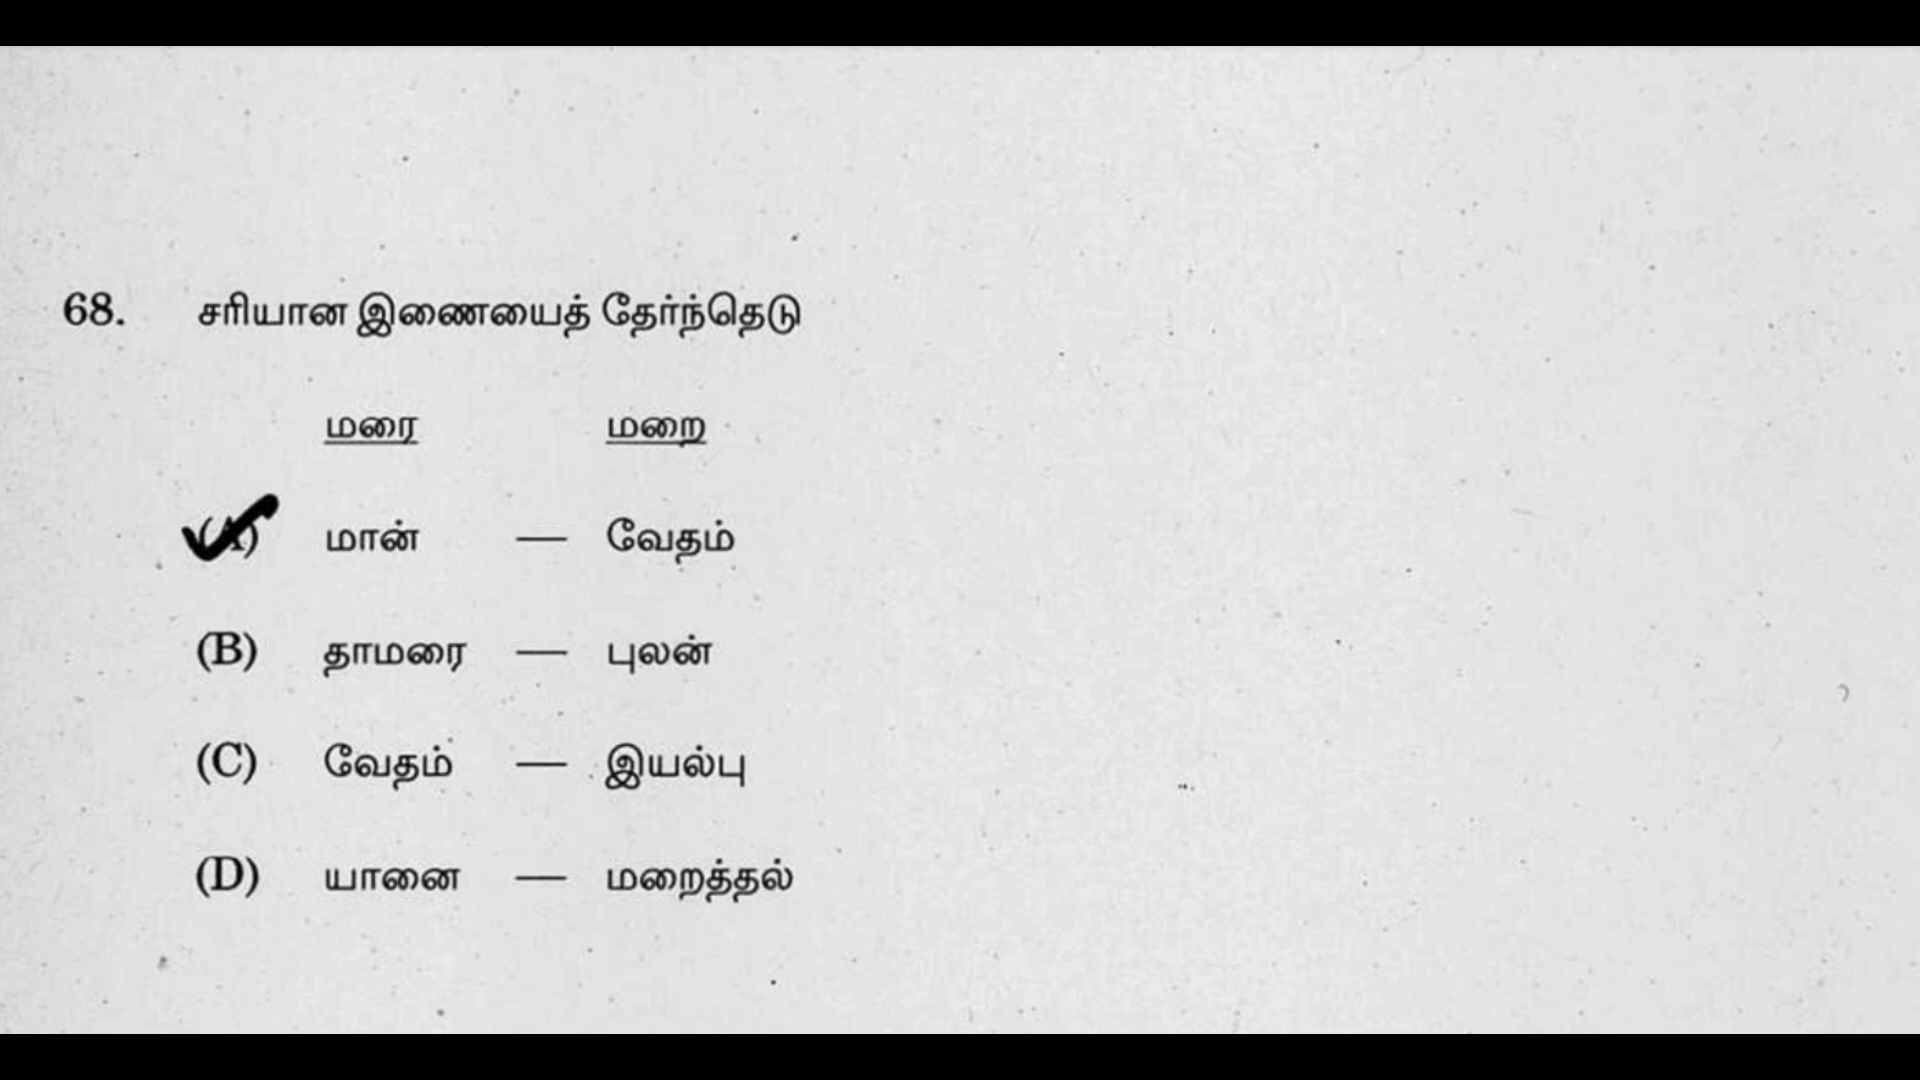 68. சரியான இணையைத் தேர்ந்தெடு
மரை மறை
(A) மான் — வேதம்
(B) தாமரை — புலன்
(C) வேதம் — இயல்பு
(D) யானை — மறைத்தல்